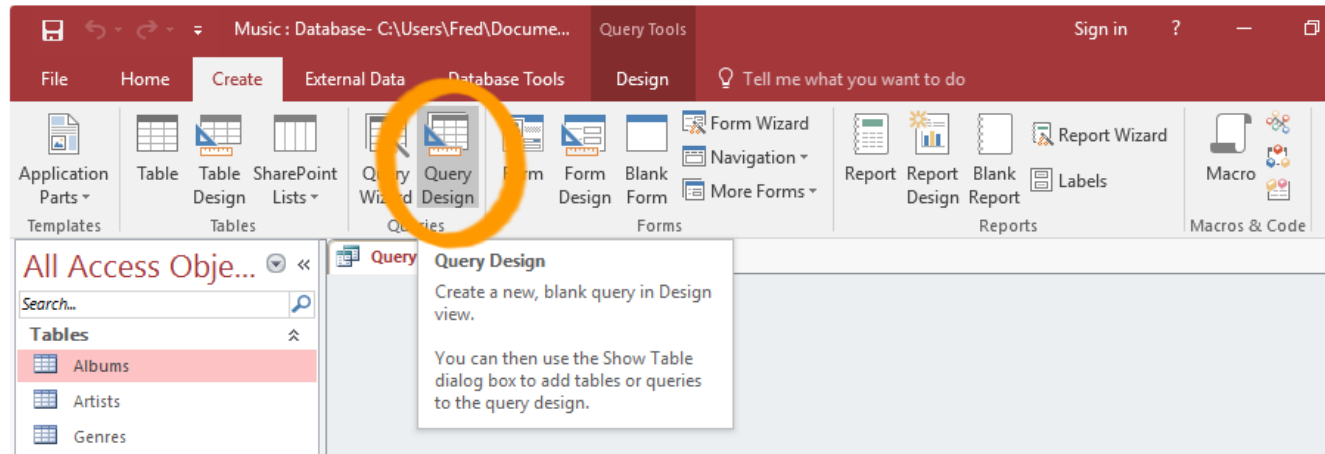 Music : Database- C:\Users\Fred\Docume... Query Tools Sign in ?
File Home Create External Data Database Tools Design Tell me what you want to do
Application Parts
Table
Table Design
SharePoint Lists
Query Wizard
Query Design
Form
Form Design
Blank Form
Form Wizard
Navigation
More Forms
Report
Report Design
Blank Report
Report Wizard
Labels
Macro
Templates Tables Queries Forms Reports Macros & Code
All Access Obje... «
Search...
Tables
Albums
Artists
Genres
Query
Query Design
Create a new, blank query in Design
view.
You can then use the Show Table
dialog box to add tables or queries
to the query design.